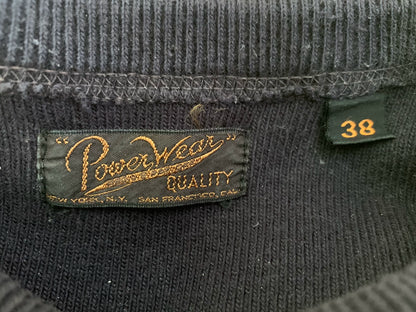 "PowerWear"
QUALITY
NEW YORK, N.Y. SAN FRANCISCO, CAL.
38